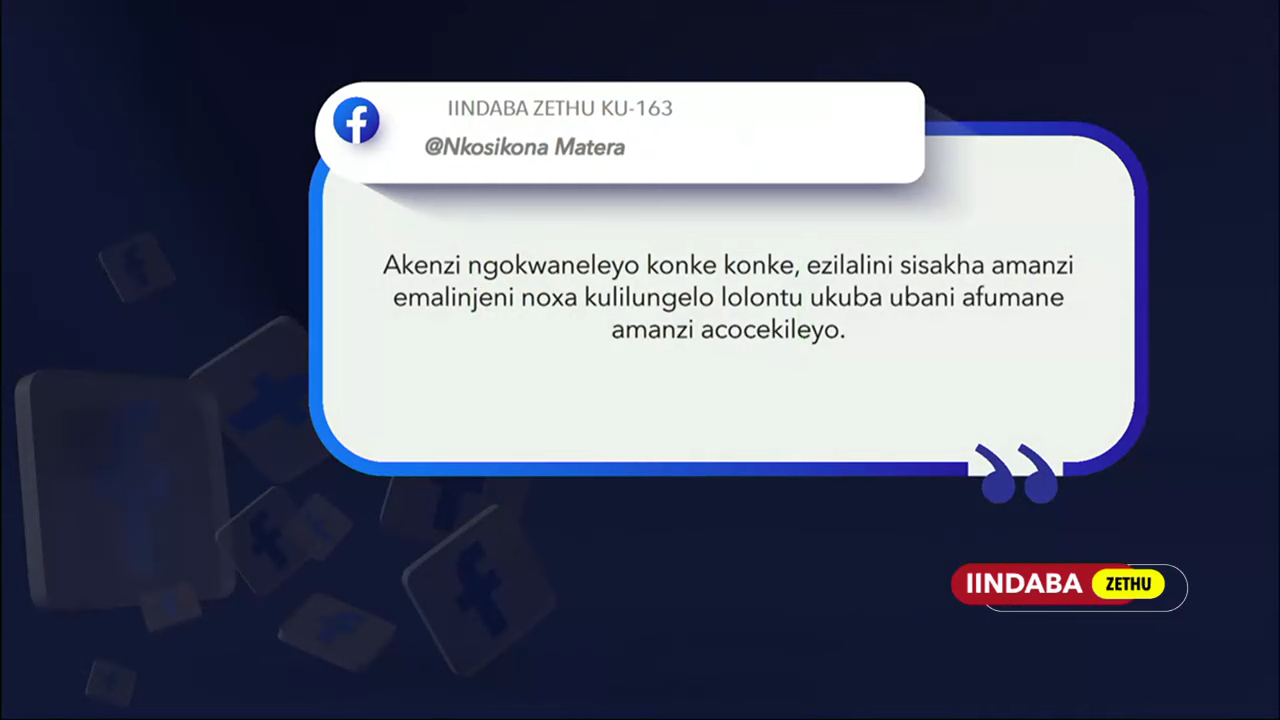 IINDABA ZETHU KU-163
@Nkosikona Matera
Akenzi ngokwaneleyo konke konke, ezilalini sisakha amanzi
emalinjeni noxa kulilungelo lolontu ukuba ubani afumane
amanzi acocekileyo.
IINDABA ZETHU